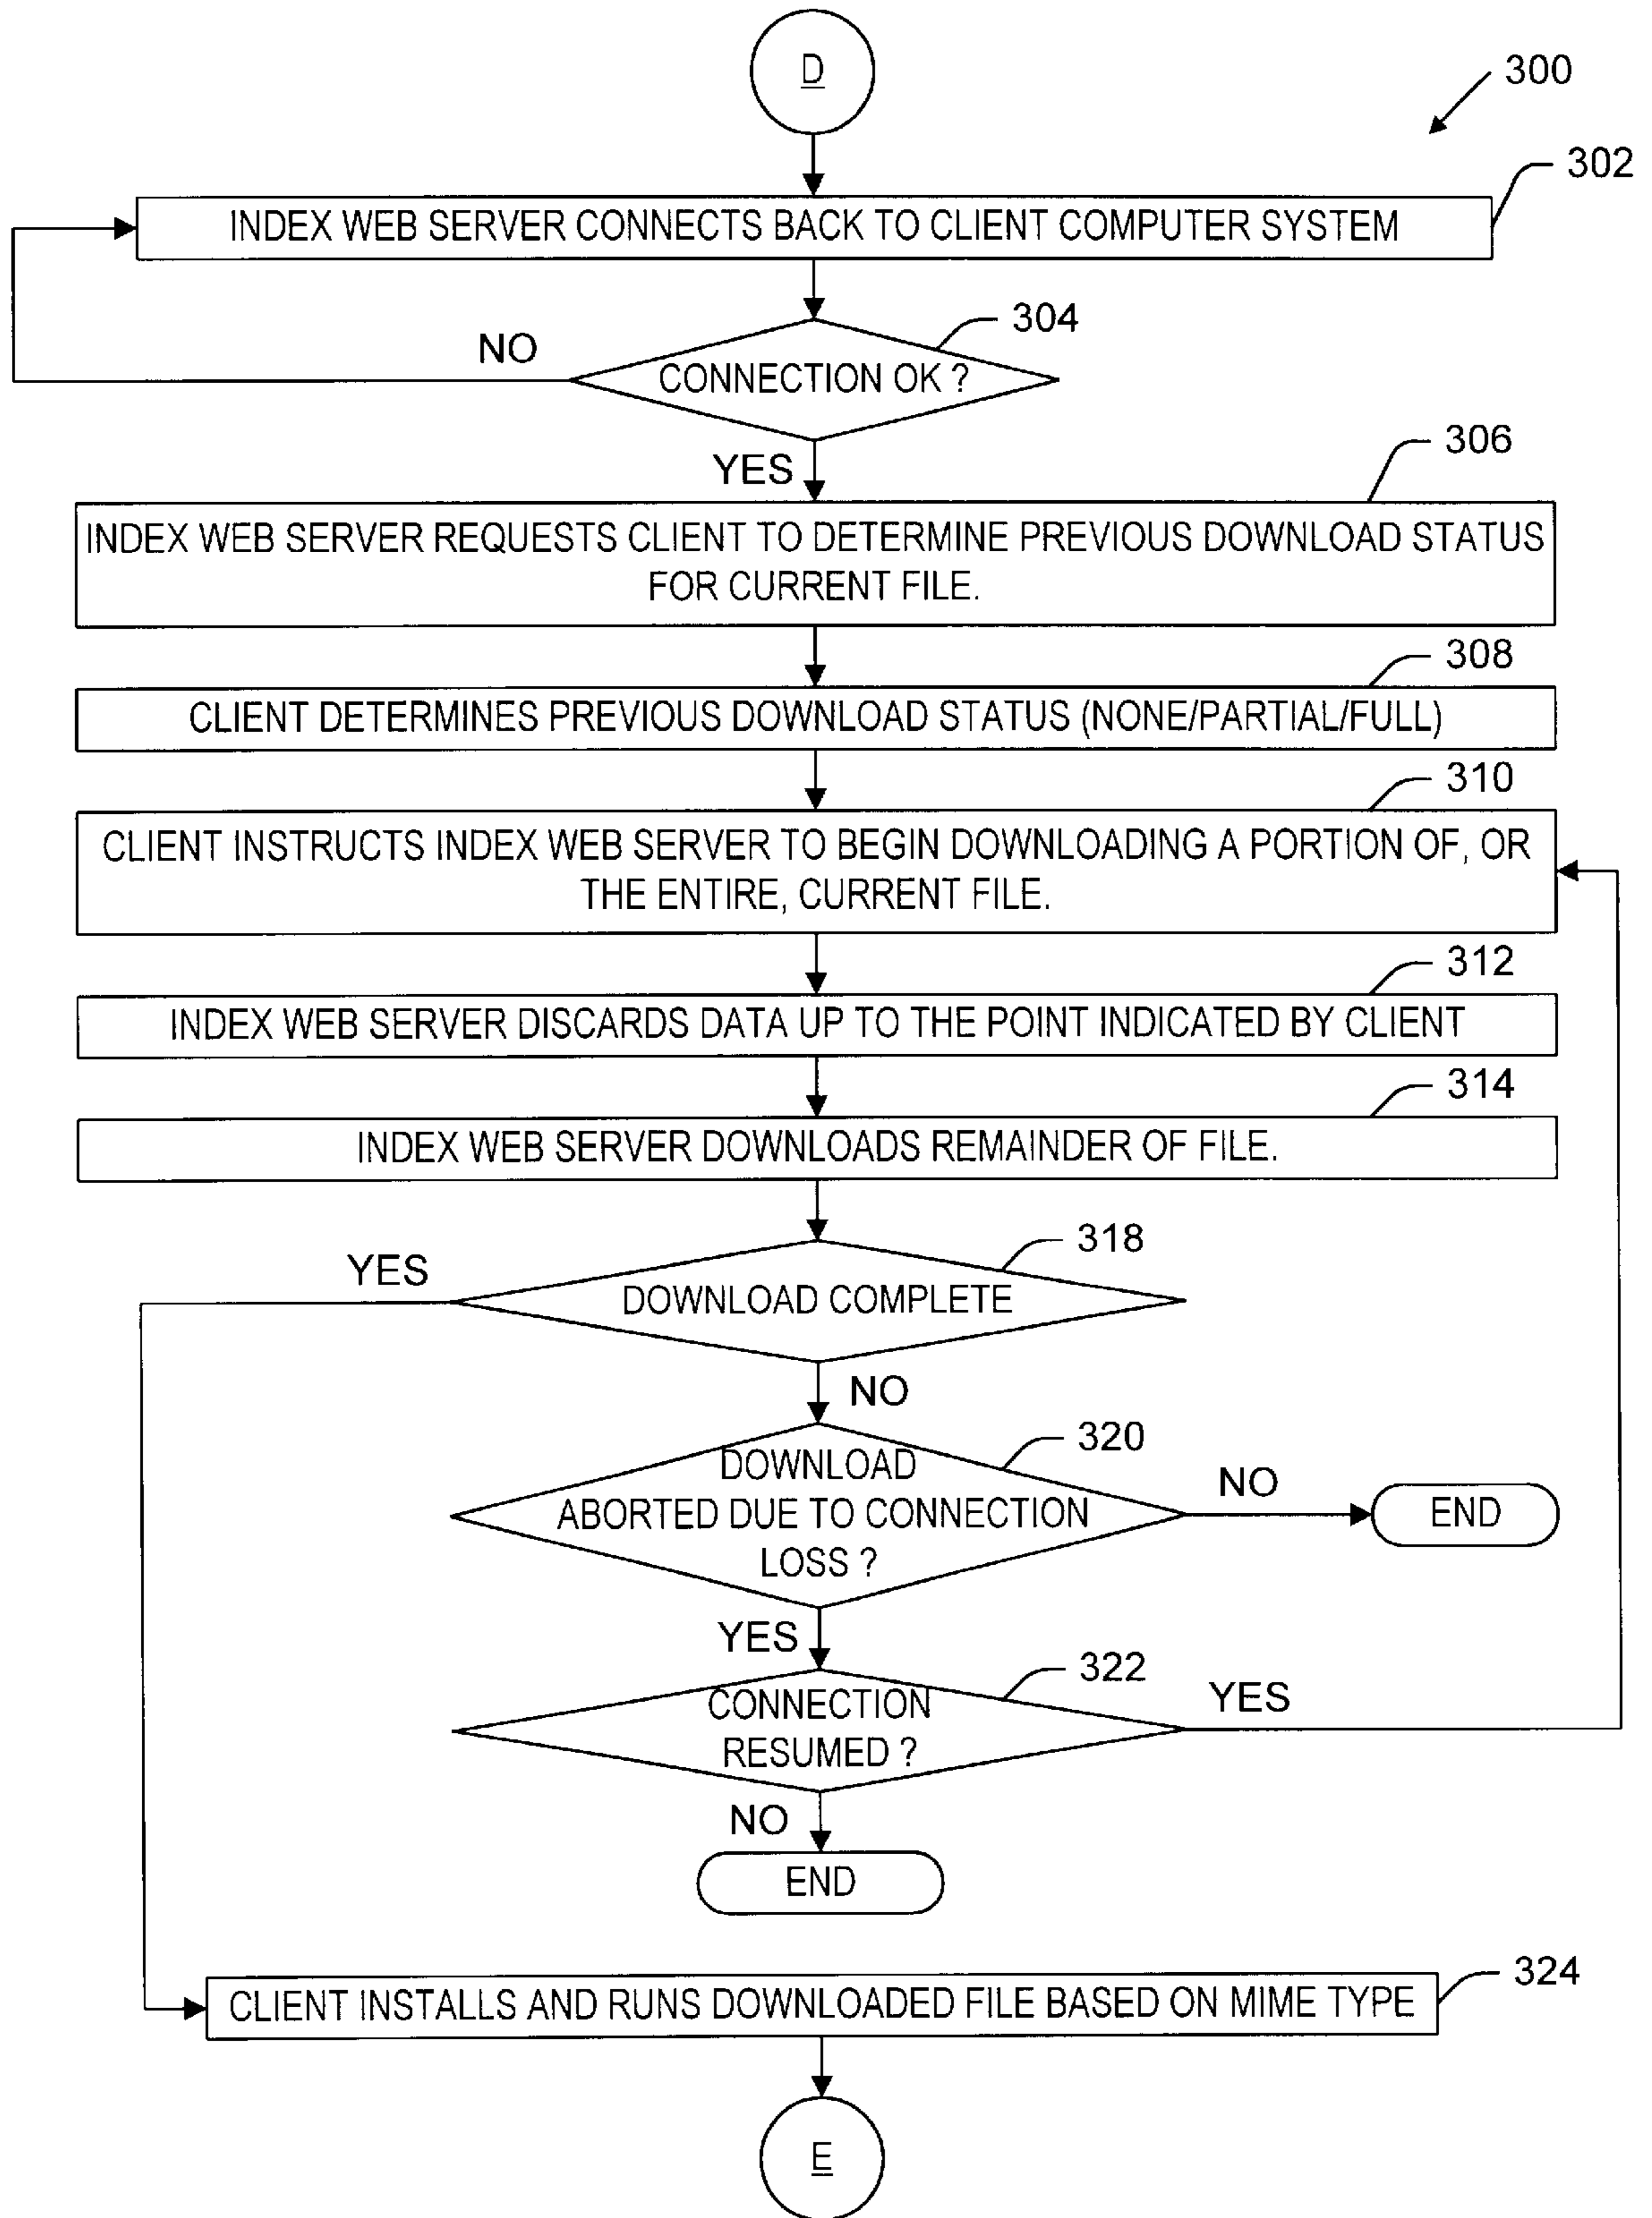 D
300
302
INDEX WEB SERVER CONNECTS BACK TO CLIENT COMPUTER SYSTEM
304
NO
CONNECTION OK ?
YES
306
INDEX WEB SERVER REQUESTS CLIENT TO DETERMINE PREVIOUS DOWNLOAD STATUS
FOR CURRENT FILE.
308
CLIENT DETERMINES PREVIOUS DOWNLOAD STATUS (NONE/PARTIAL/FULL)
310
CLIENT INSTRUCTS INDEX WEB SERVER TO BEGIN DOWNLOADING A PORTION OF, OR
THE ENTIRE, CURRENT FILE.
312
INDEX WEB SERVER DISCARDS DATA UP TO THE POINT INDICATED BY CLIENT
314
INDEX WEB SERVER DOWNLOADS REMAINDER OF FILE.
318
YES
DOWNLOAD COMPLETE
NO
320
DOWNLOAD
ABORTED DUE TO CONNECTION
LOSS ?
NO
END
YES
322
CONNECTION
RESUMED ?
YES
NO
END
324
CLIENT INSTALLS AND RUNS DOWNLOADED FILE BASED ON MIME TYPE
E